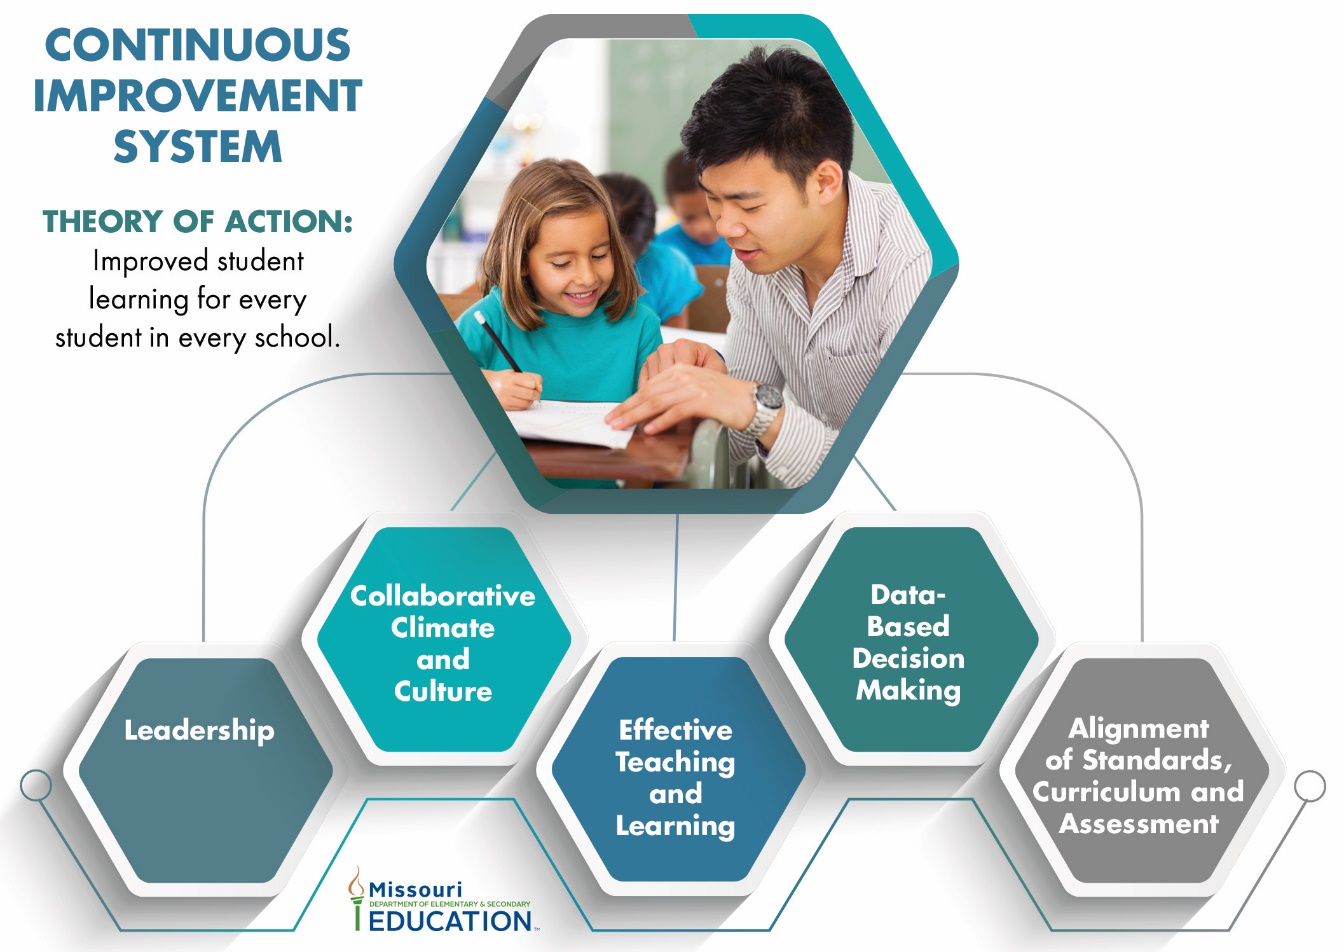 CONTINUOUS
IMPROVEMENT
SYSTEM
THEORY OF ACTION:
Improved student
learning for every
student in every school.
Leadership
Collaborative
Climate
and
Culture
Effective
Teaching
and
Learning
Data-
Based
Decision
Making
Alignment
of Standards,
Curriculum and
Assessment
Missouri
DEPARTMENT OF ELEMENTARY & SECONDARY
EDUCATION™